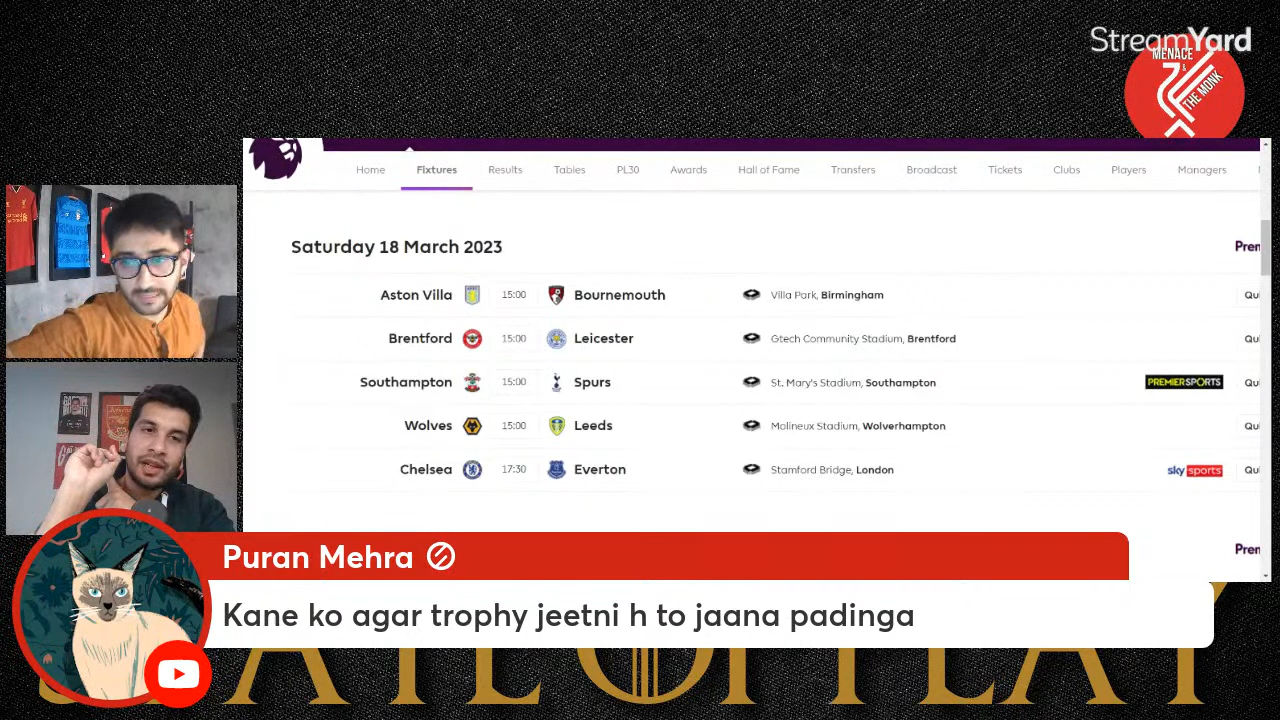 StreamYard
MENACE
&
THE MONK
Home Fixtures Results Tables PL30 Awards Hall of Fame Transfers Broadcast Tickets Clubs Players Managers
Saturday 18 March 2023
Aston Villa 15:00 Bournemouth Villa Park, Birmingham
Brentford 15:00 Leicester Gtech Community Stadium, Brentford
Southampton 15:00 Spurs St. Mary's Stadium, Southampton PREMIER SPORTS
Wolves 15:00 Leeds Molineux Stadium, Wolverhampton
Chelsea 17:30 Everton Stamford Bridge, London sky sports
Puran Mehra
Kane ko agar trophy jeetni h to jaana padinga